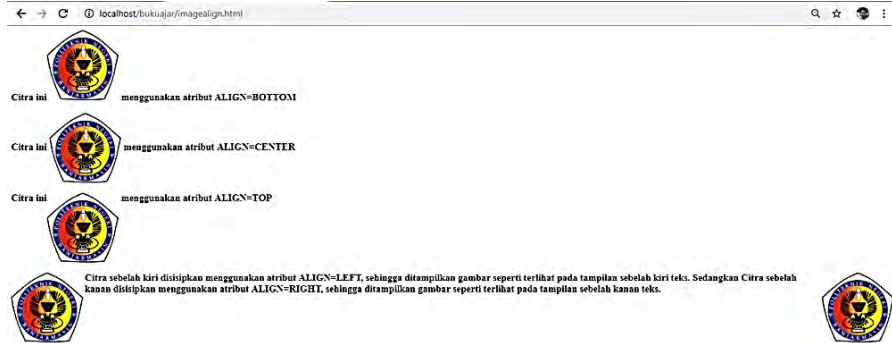 localhost/bukuajar/imagealign.html
Citra ini menggunakan atribut ALIGN=BOTTOM
Citra ini menggunakan atribut ALIGN=CENTER
Citra ini menggunakan atribut ALIGN=TOP
Citra sebelah kiri disisipkan menggunakan atribut ALIGN=LEFT, sehingga ditampilkan gambar seperti terlihat pada tampilan sebelah kiri teks. Sedangkan Citra sebelah
kanan disisipkan menggunakan atribut ALIGN=RIGHT, sehingga ditampilkan gambar seperti terlihat pada tampilan sebelah kanan teks.